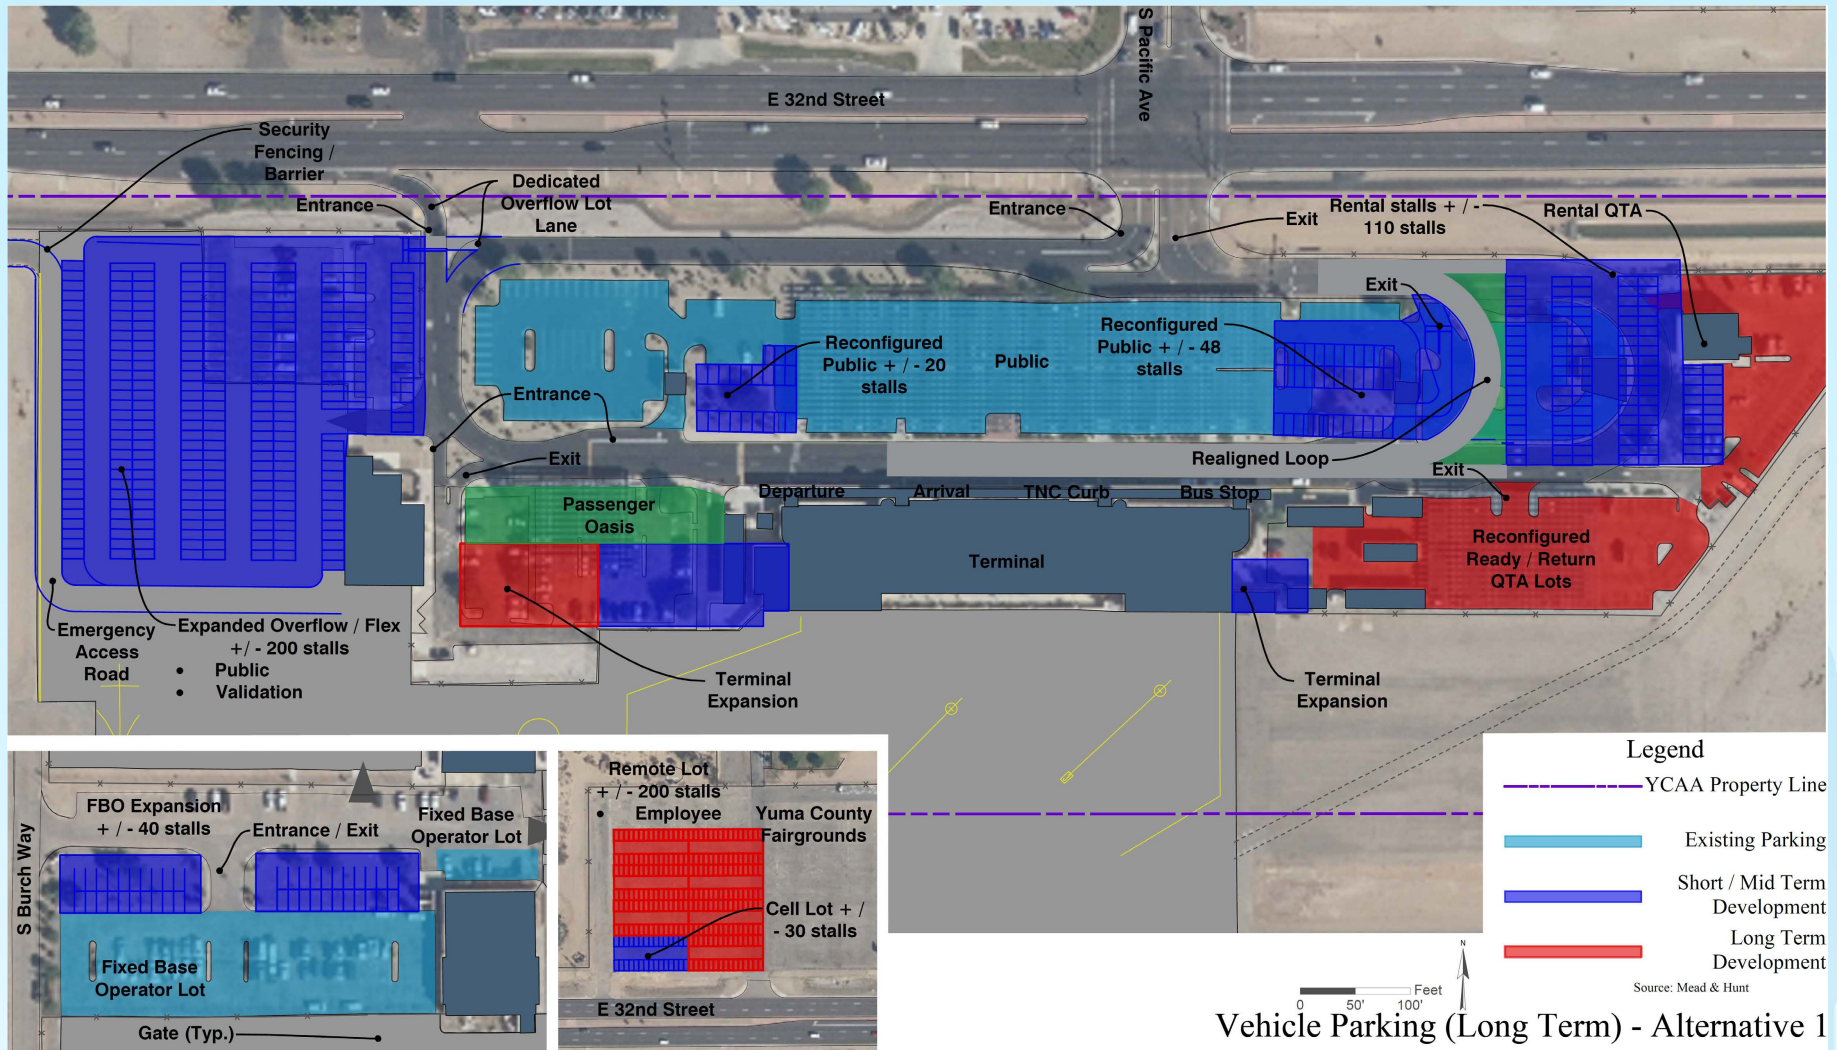 S Pacific Ave
E 32nd Street
Security
Fencing /
Barrier
Entrance
Dedicated
Overflow Lot
Lane
Entrance
Exit
Rental stalls + / -
110 stalls
Rental QTA
Exit
Reconfigured
Public + / - 20
stalls
Public
Reconfigured
Public + / - 48
stalls
Entrance
Exit
Realigned Loop
Exit
Passenger
Oasis
Departure
Arrival
TNC Curb
Bus Stop
Terminal
Reconfigured
Ready / Return
QTA Lots
Emergency
Access
Road
Expanded Overflow / Flex
+ / - 200 stalls
• Public
• Validation
Terminal
Expansion
Terminal
Expansion
S Burch Way
FBO Expansion
+ / - 40 stalls
Entrance / Exit
Fixed Base
Operator Lot
Fixed Base
Operator Lot
Gate (Typ.)
Remote Lot
+ / - 200 stalls
• Employee
Yuma County
Fairgrounds
Cell Lot + /
- 30 stalls
E 32nd Street
Legend
YCAA Property Line
Existing Parking
Short / Mid Term
Development
Long Term
Development
Source: Mead & Hunt
N
Feet
0 50' 100'
Vehicle Parking (Long Term) - Alternative 1